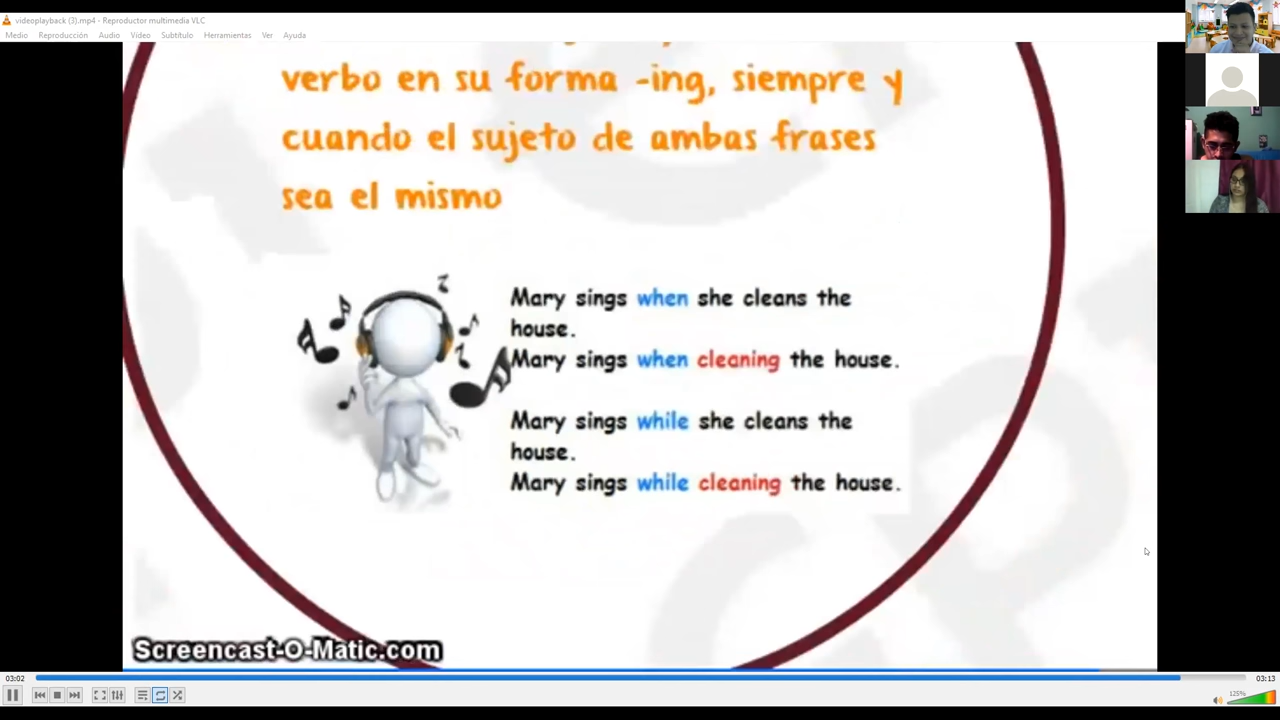 videoplayback (3).mp4 - Reproductor multimedia VLC
Medio Reproducción Audio Vídeo Subtítulo Herramientas Ver Ayuda
verbo en su forma -ing, siempre y
cuando el sujeto de ambas frases
sea el mismo
Mary sings when she cleans the
house.
Mary sings when cleaning the house.
Mary sings while she cleans the
house.
Mary sings while cleaning the house.
Screencast-O-Matic.com
03:02
03:13
125%